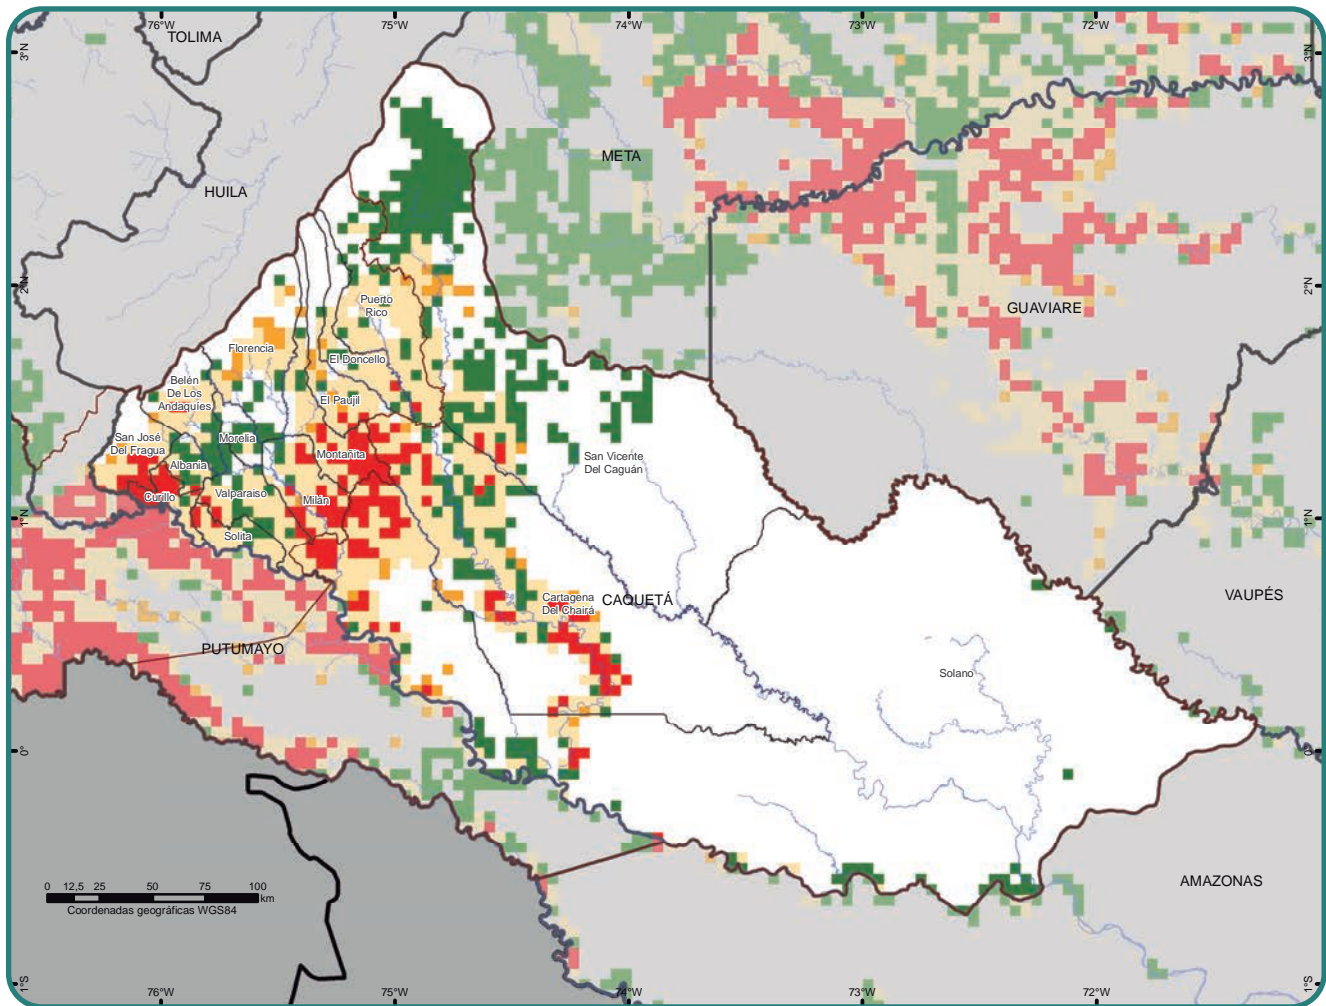 76°W
75°W
74°W
73°W
72°W
TOLIMA
3°N
3°N
META
HUILA
2°N
2°N
Puerto
Rico
GUAVIARE
Florencia
El Doncello
Belén
De Los
Andaquíes
El Paujil
San José
Del Fragua
Morelia
Montañita
Albania
San Vicente
Del Caguán
Curillo
Valparaiso
Milán
1°N
1°N
Solita
Cartagena
Del Chairá
CAQUETÁ
VAUPÉS
PUTUMAYO
Solano
0°
0°
AMAZONAS
0 12,5 25 50 75 100
km
Coordenadas geográficas WGS84
1°S
1°S
76°W
75°W
74°W
73°W
72°W